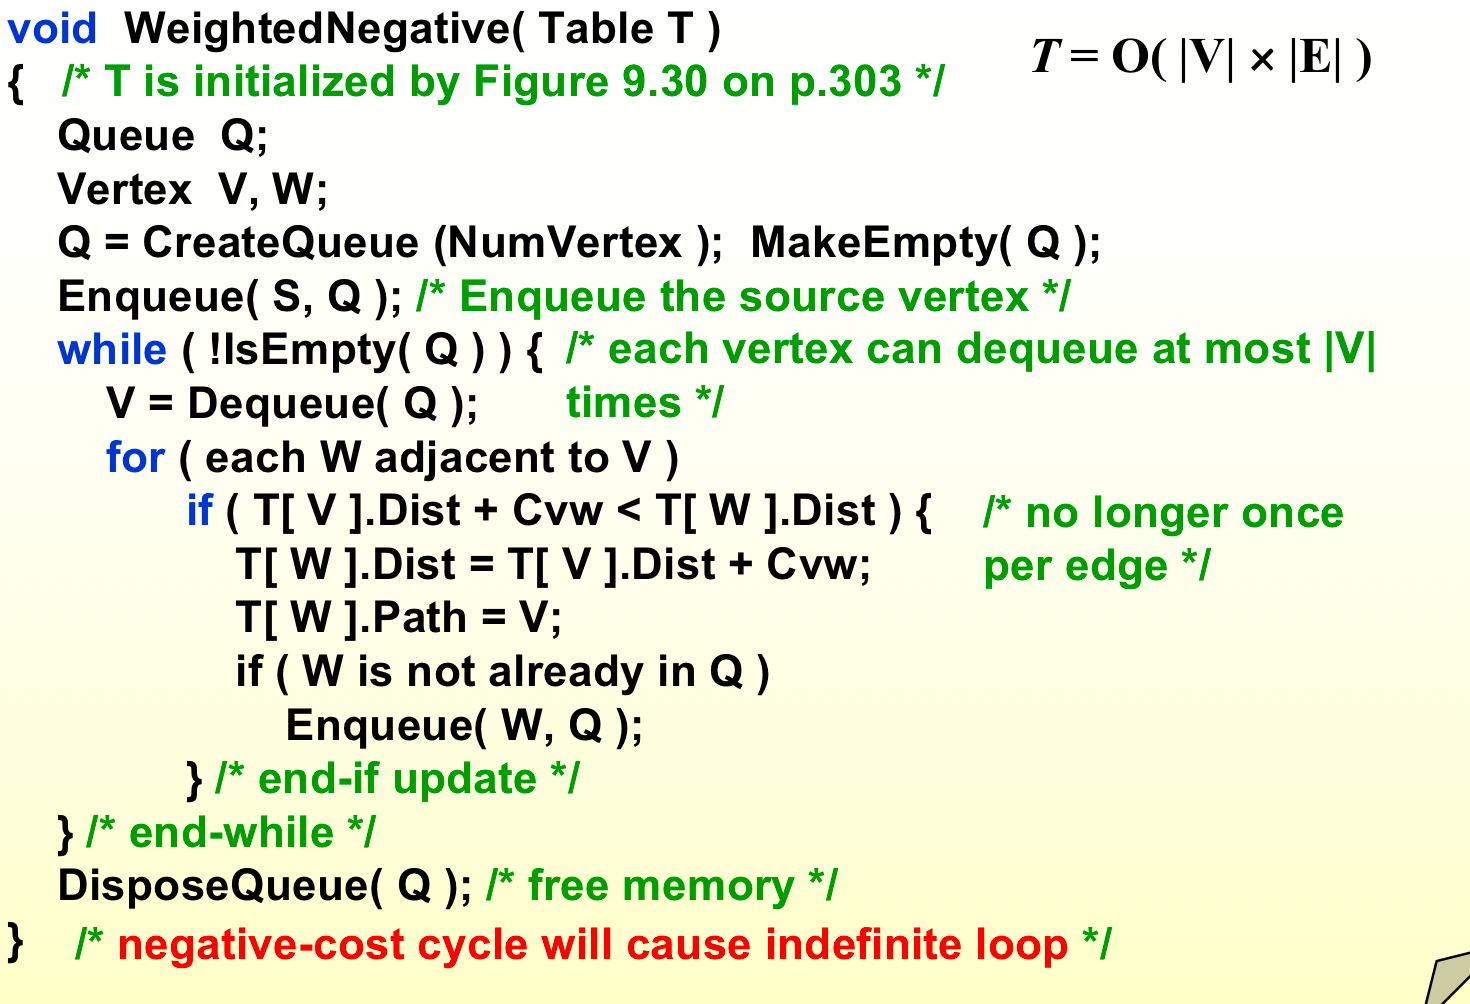 void WeightedNegative( Table T )
T = O( |V| × |E| )
{ /* T is initialized by Figure 9.30 on p.303 */
Queue Q;
Vertex V, W;
Q = CreateQueue (NumVertex ); MakeEmpty( Q );
Enqueue( S, Q ); /* Enqueue the source vertex */
while ( !IsEmpty( Q ) ) { /* each vertex can dequeue at most |V|
V = Dequeue( Q ); times */
for ( each W adjacent to V )
if ( T[ V ].Dist + Cvw < T[ W ].Dist ) { /* no longer once
T[ W ].Dist = T[ V ].Dist + Cvw; per edge */
T[ W ].Path = V;
if ( W is not already in Q )
Enqueue( W, Q );
} /* end-if update */
} /* end-while */
DisposeQueue( Q ); /* free memory */
} /* negative-cost cycle will cause indefinite loop */